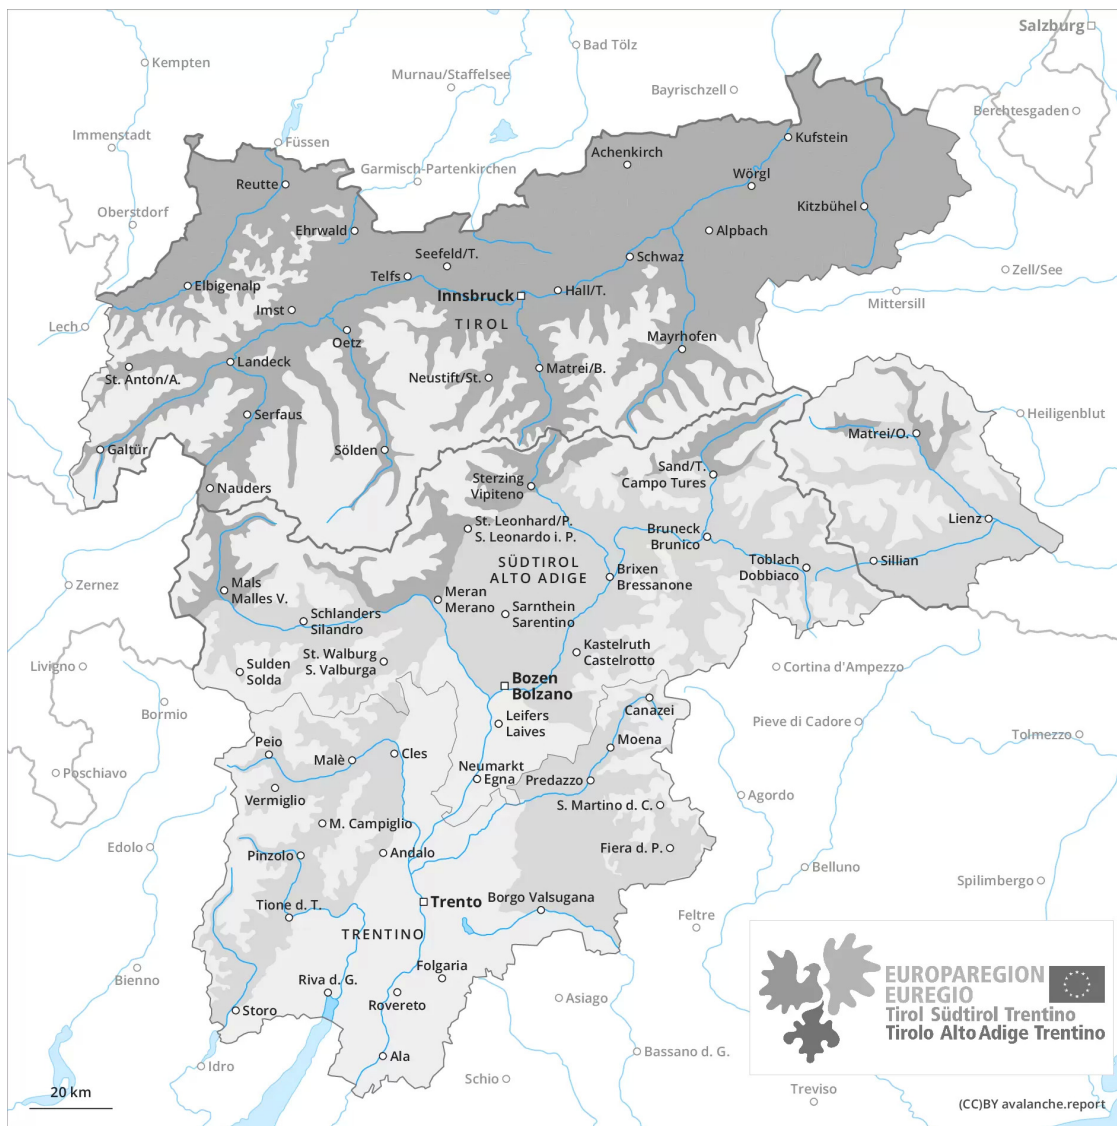 Salzburg
Bad Tölz
Kempten
Murnau/Staffelsee
Bayrischzell
Berchtesgaden
Immenstadt
Füssen
Kufstein
Achenkirch
Garmisch-Partenkirchen
Wörgl
Reutte
Kitzbühel
Oberstdorf
Ehrwald
Alpbach
Seefeld/T.
Schwaz
Zell/See
Telfs
Elbigenalp
Hall/T.
Innsbruck
Mittersill
Imst
TIROL
Lech
Oetz
Mayrhofen
Landeck
Matrei/B.
St. Anton/A.
Neustift/St.
Serfaus
Heiligenblut
Matrei/O.
Galtür
Sölden
Sand/T.
Campo Tures
Sterzing
Vipiteno
Nauders
St. Leonhard/P.
S. Leonardo i. P.
Lienz
Bruneck
Brunico
SÜDTIROL
ALTO ADIGE
Toblach
Dobbiaco
Sillian
Brixen
Bressanone
Zernez
Mals
Malles V.
Meran
Merano
Schlanders
Silandro
Sarnthein
Sarentino
Kastelruth
Castelrotto
St. Walburg
S. Valburga
Livigno
Sulden
Solda
Cortina d'Ampezzo
Bozen
Bolzano
Bormio
Canazei
Leifers
Laives
Pieve di Cadore
Tolmezzo
Peio
Moena
Malè
Cles
Poschiavo
Neumarkt
Egna
Predazzo
Vermiglio
Agordo
S. Martino d. C.
M. Campiglio
Edolo
Pinzolo
Andalo
Fiera d. P.
Belluno
Spilimbergo
Trento
Borgo Valsugana
Tione d. T.
Feltre
TRENTINO
Bienno
Folgaria
Riva d. G.
Rovereto
Asiago
Storo
EUROPAREGION
EUREGIO
Tirol Südtirol Trentino
Tirolo Alto Adige Trentino
Ala
Bassano d. G.
Idro
Schio
Treviso
20 km
(CC)BY avalanche.report